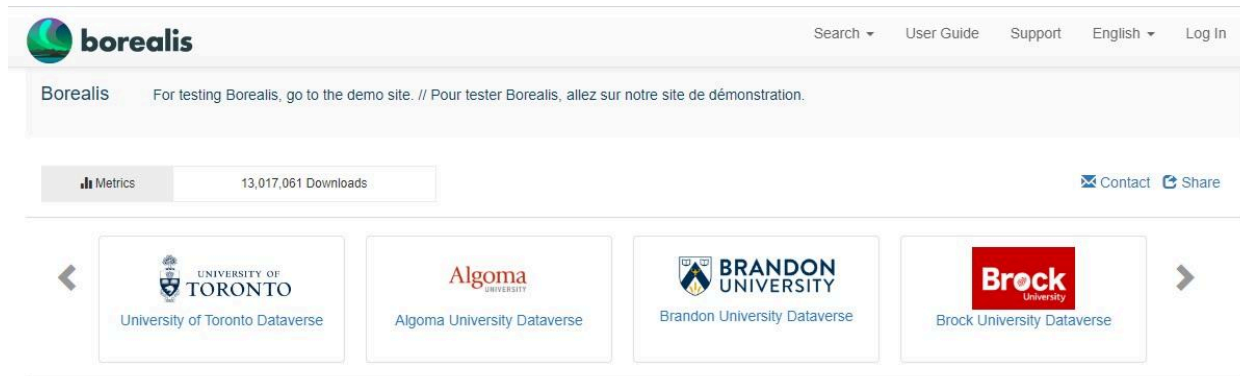 borealis
Search User Guide Support English Log In
Borealis For testing Borealis, go to the demo site. // Pour tester Borealis, allez sur notre site de démonstration.
Metrics 13,017,061 Downloads Contact Share
UNIVERSITY OF
TORONTO
University of Toronto Dataverse
Algoma
UNIVERSITY
Algoma University Dataverse
BRANDON
UNIVERSITY
Brandon University Dataverse
Brock
University
Brock University Dataverse